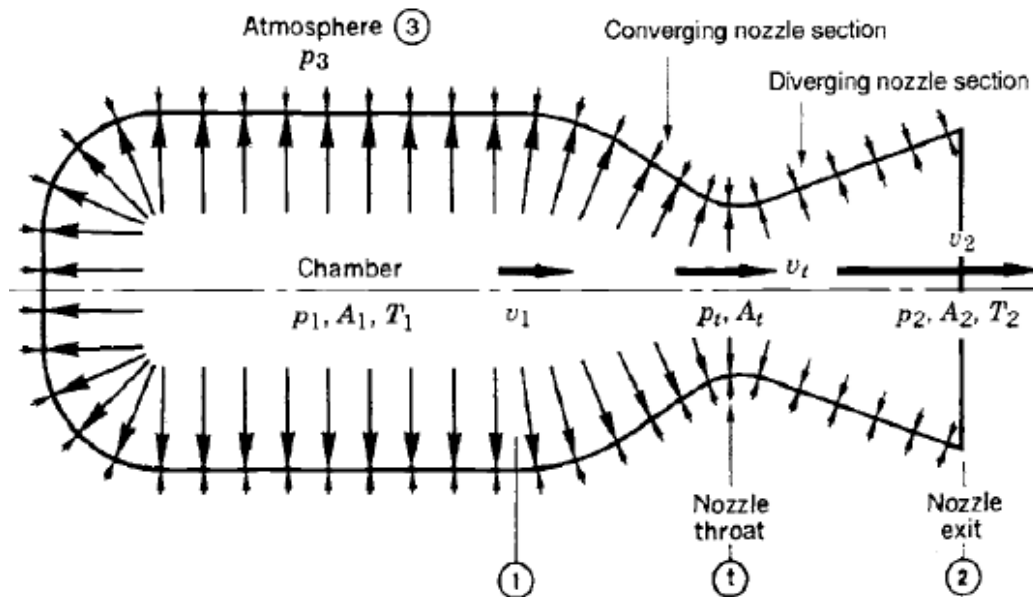 Atmosphere ③
p₃
Converging nozzle section
Diverging nozzle section
Chamber
v₂
vₜ
p₁, A₁, T₁
v₁
pₜ, Aₜ
p₂, A₂, T₂
Nozzle
throat
Nozzle
exit
①
ⓣ
②